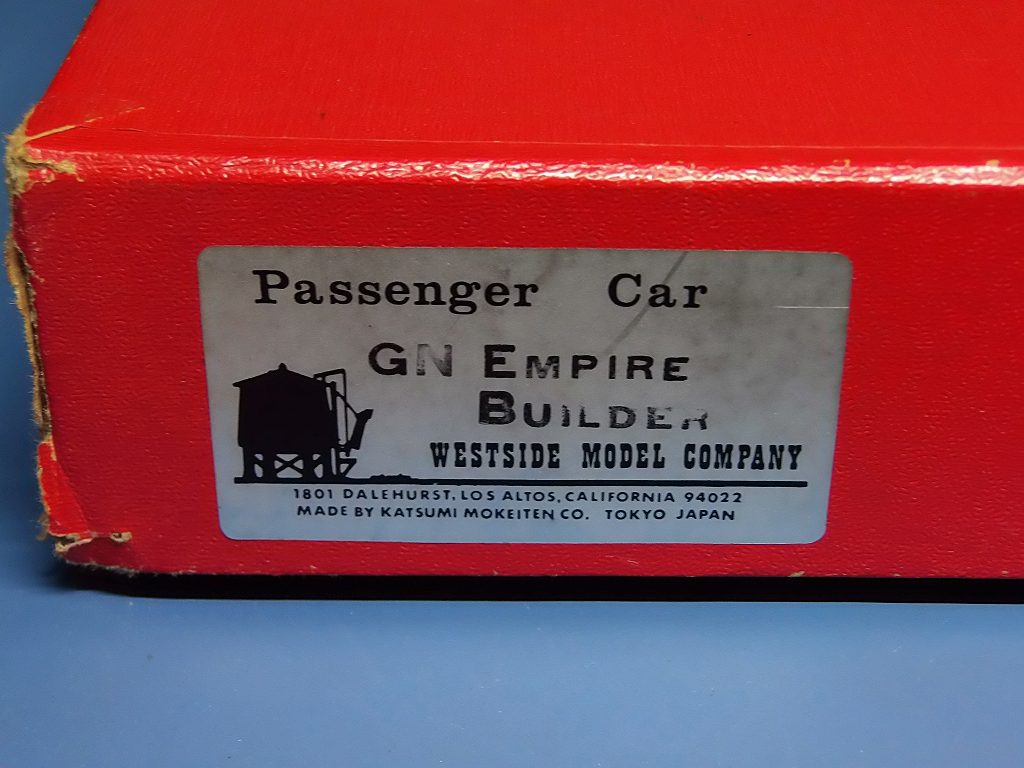 Passenger Car
GN EMPIRE
BUILDER
WESTSIDE MODEL COMPANY
1801 DALEHURST, LOS ALTOS, CALIFORNIA 94022
MADE BY KATSUMI MOKEITEN CO. TOKYO JAPAN